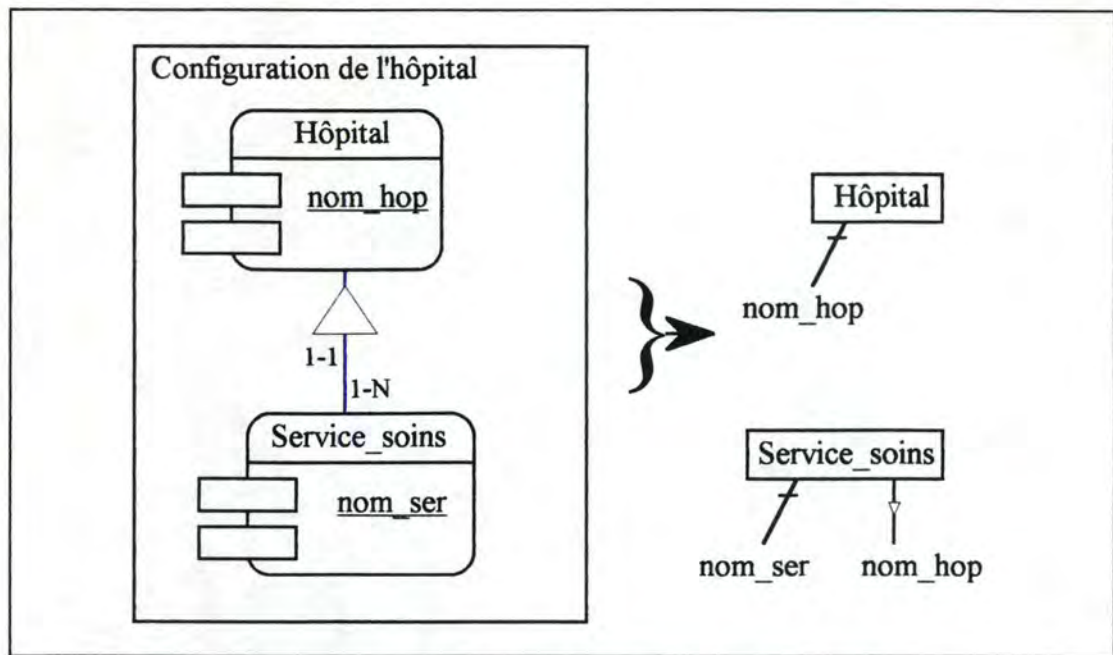 Configuration de l'hôpital
Hôpital
nom_hop
1-1
1-N
Service_soins
nom_ser
Hôpital
nom_hop
Service_soins
nom_ser nom_hop